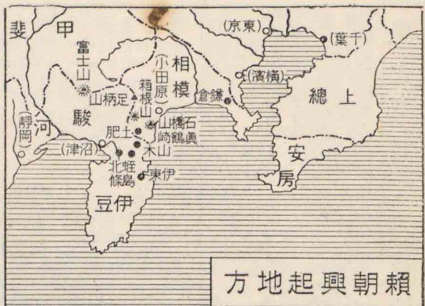 甲斐
富士山
足柄山
箱根山
(小田原)
相模
(東京)
(千葉)
(橫濱)
鎌倉
上總
安房
駿河
(靜岡)
(沼津)
土肥
石橋山
眞鶴崎
北條
蛭島
伊東
伊豆
賴朝興起地方